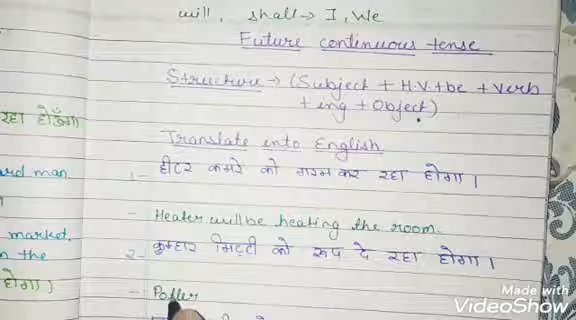 will, shall → I, We
Future continuous tense
Structure → (Subject + H.V. + be + Verb
+ ing + Object)
रहा होऊँगा।
Translate into English
1- हीटर कमरे को गरम कर रहा होगा।
ard man.
- Heater will be heating the room.
market.
2- कुम्हार मिट्टी को रूप दे रहा होगा।
n the
होगा।
- Potter
Made with
VideoShow